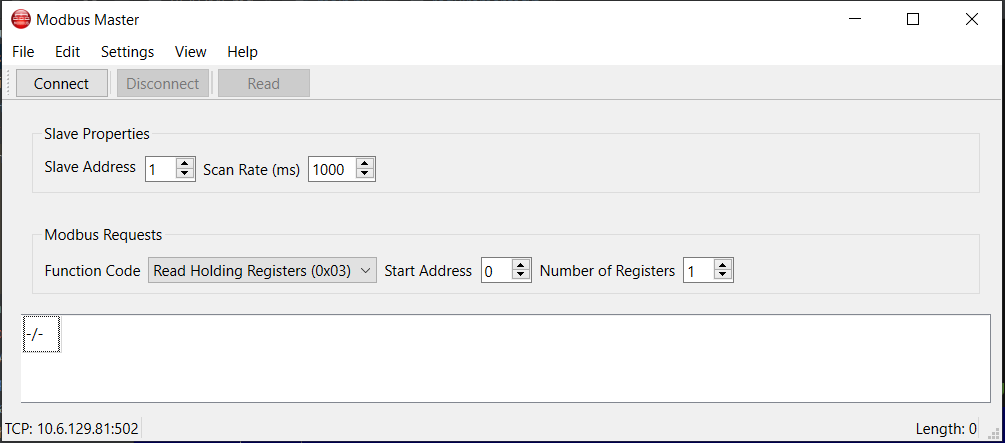 Modbus Master
File Edit Settings View Help
Connect Disconnect Read
Slave Properties
Slave Address 1 Scan Rate (ms) 1000
Modbus Requests
Function Code Read Holding Registers (0x03) Start Address 0 Number of Registers 1
-/-
TCP: 10.6.129.81:502 Length: 0